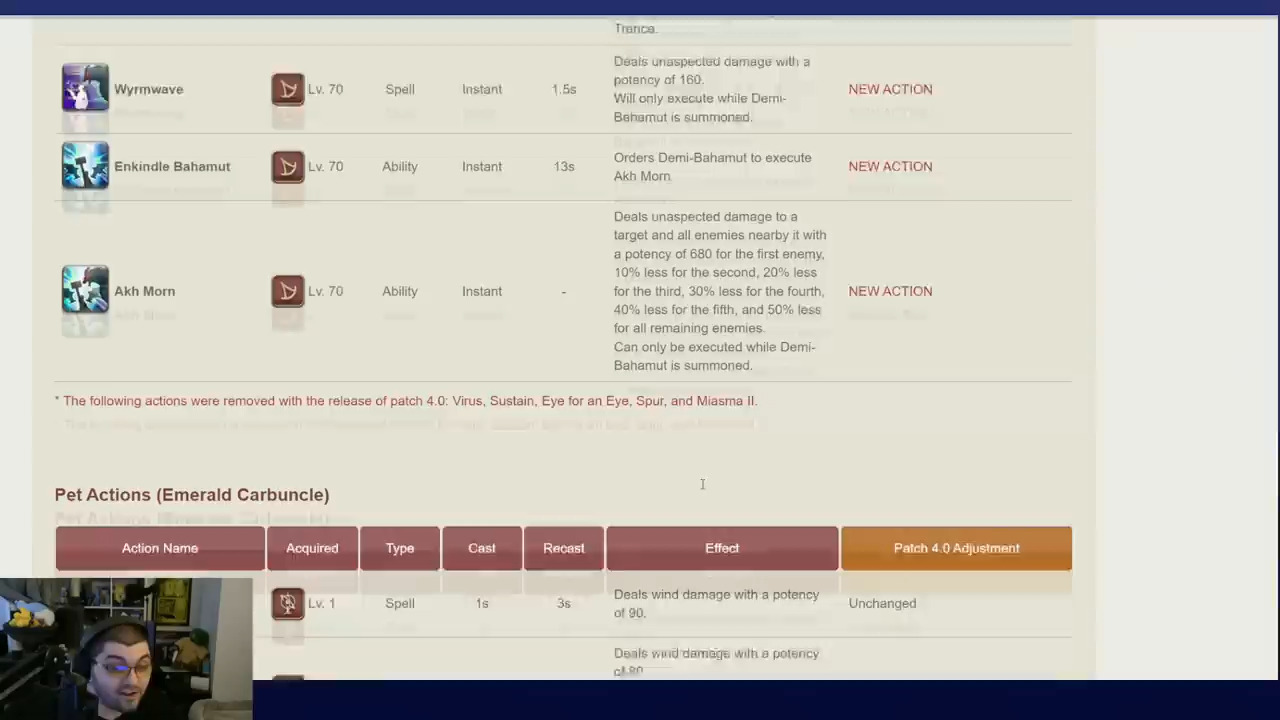 Trance.
Wyrmwave Lv. 70 Spell Instant 1.5s Deals unaspected damage with a NEW ACTION
potency of 160.
Will only execute while Demi-
Bahamut is summoned.
Enkindle Bahamut Lv. 70 Ability Instant 13s Orders Demi-Bahamut to execute NEW ACTION
Akh Morn
Akh Morn Lv. 70 Ability Instant - Deals unaspected damage to a NEW ACTION
target and all enemies nearby it with
a potency of 680 for the first enemy,
10% less for the second, 20% less
for the third, 30% less for the fourth,
40% less for the fifth, and 50% less
for all remaining enemies.
Can only be executed while Demi-
Bahamut is summoned.
* The following actions were removed with the release of patch 4.0: Virus, Sustain, Eye for an Eye, Spur, and Miasma II.
Pet Actions (Emerald Carbuncle)
Action Name Acquired Type Cast Recast Effect Patch 4.0 Adjustment
Lv. 1 Spell 1s 3s Deals wind damage with a potency Unchanged
of 90.
Deals wind damage with a potency
of 80